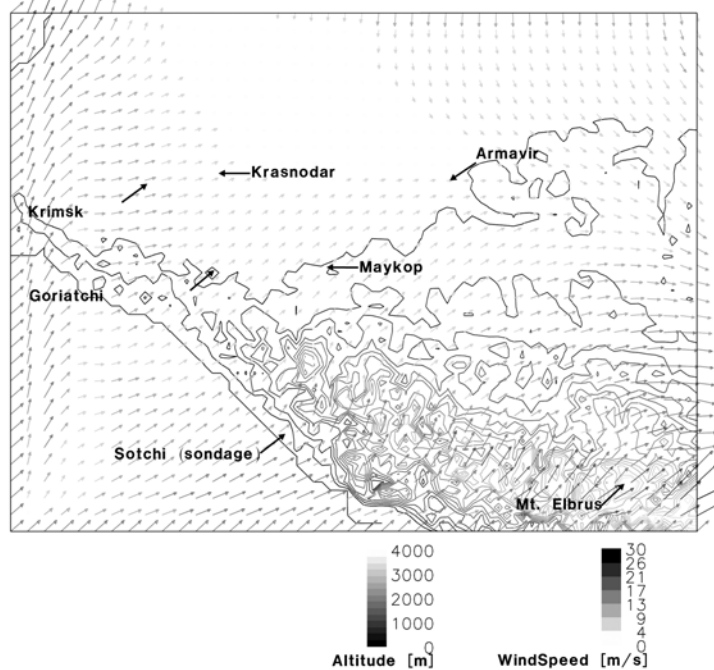 Armavir
Krasnodar
Krimsk
Maykop
Goriatchi
Sotchi (sondage)
Mt. Elbrus
4000
3000
2000
1000
0
Altitude [m]
30
26
21
17
13
9
4
0
WindSpeed [m/s]